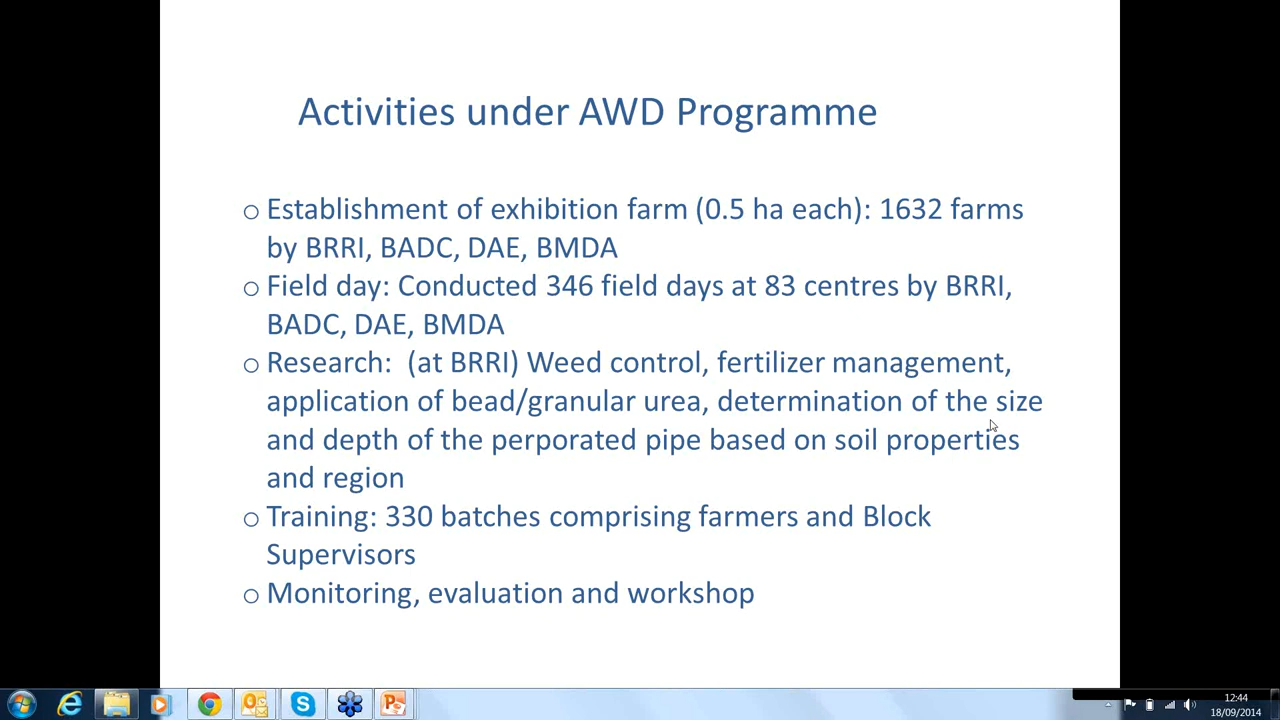 Activities under AWD Programme
o Establishment of exhibition farm (0.5 ha each): 1632 farms
by BRRI, BADC, DAE, BMDA
o Field day: Conducted 346 field days at 83 centres by BRRI,
BADC, DAE, BMDA
o Research: (at BRRI) Weed control, fertilizer management,
application of bead/granular urea, determination of the size
and depth of the perporated pipe based on soil properties
and region
o Training: 330 batches comprising farmers and Block
Supervisors
o Monitoring, evaluation and workshop
12:44
18/09/2014